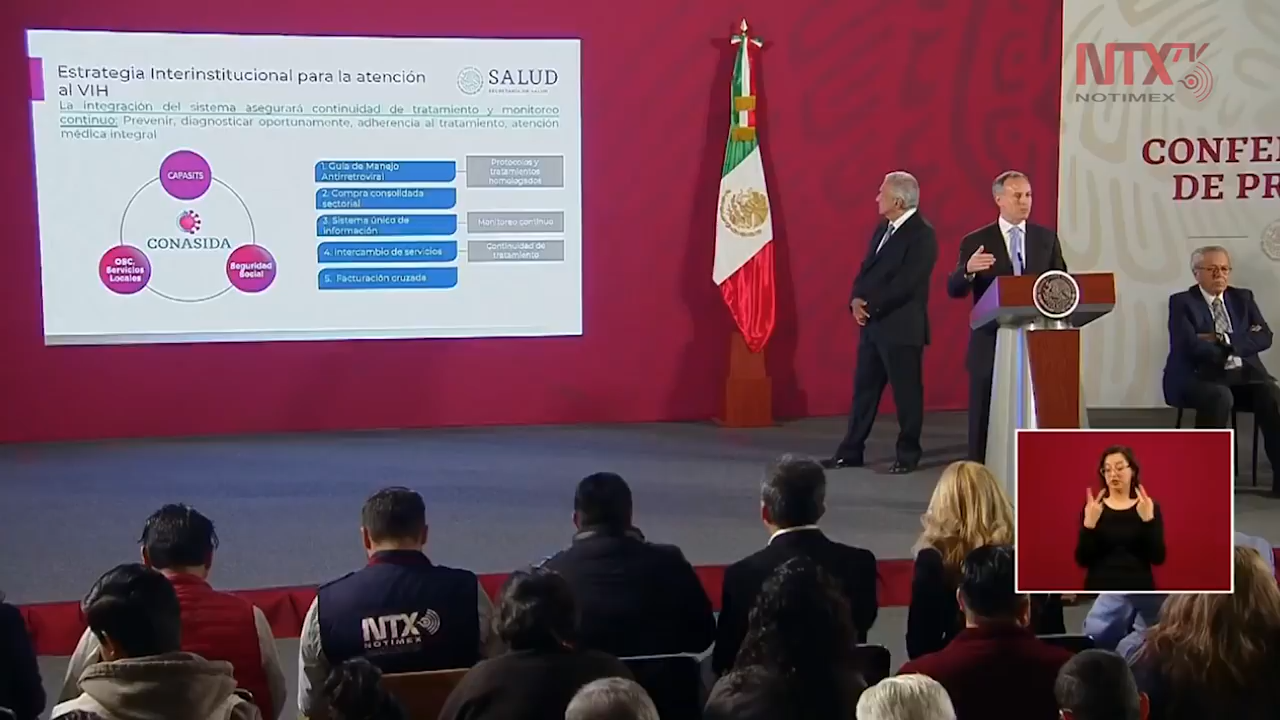 Estrategia Interinstitucional para la atención
al VIH
SALUD
SECRETARÍA DE SALUD
La integración del sistema asegurará continuidad de tratamiento y monitoreo
continuo: Prevenir, diagnosticar oportunamente, adherencia al tratamiento, atención
médica integral
CAPASITS
CONASIDA
OSC,
Servicios
Locales
Seguridad
Social
1. Guía de Manejo
Antirretroviral
2. Compra consolidada
sectorial
3. Sistema único de
información
4. Intercambio de servicios
5. Facturación cruzada
Protocolos y
tratamientos
homologados
Monitoreo continuo
Continuidad de
tratamiento
NTX
NOTIMEX
CONFE
DE PR
NTX
NOTIMEX